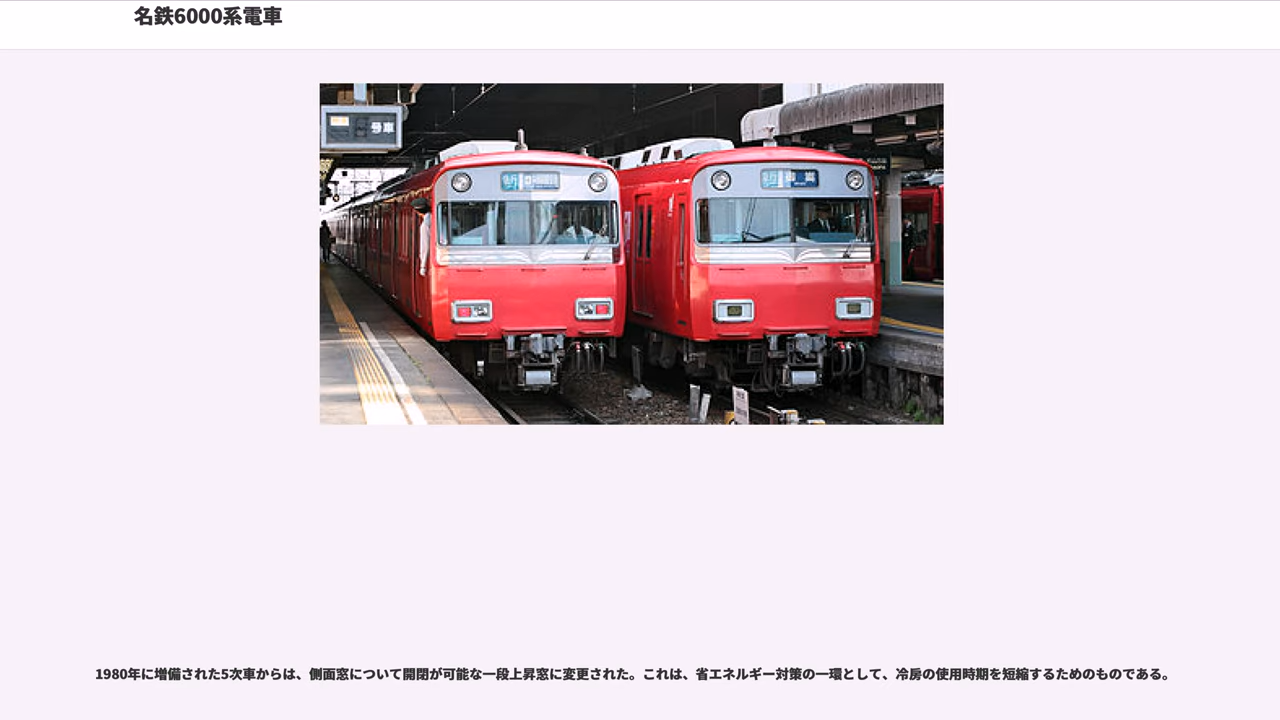 名鉄6000系電車
号車
1980年に増備された5次車からは、側面窓について開閉が可能な一段上昇窓に変更された。これは、省エネルギー対策の一環として、冷房の使用時期を短縮するためのものである。